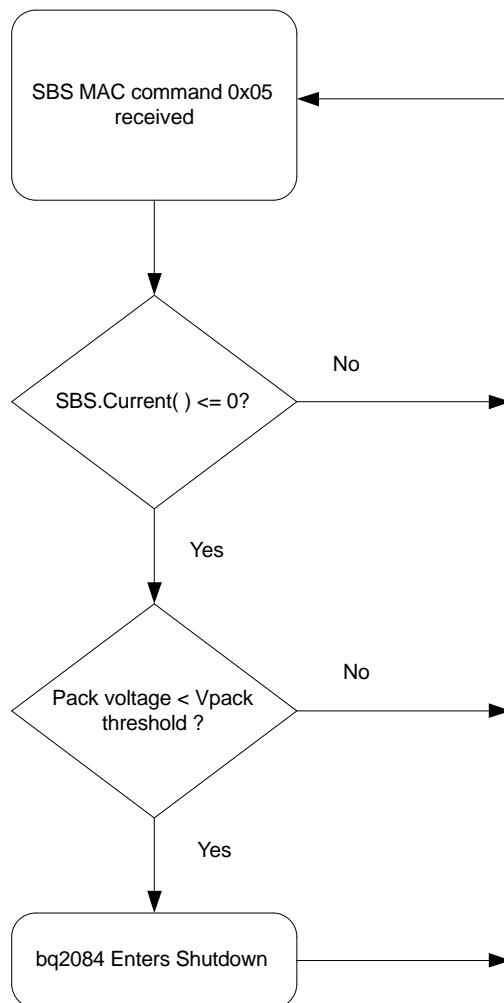 SBS MAC command 0x05
received
SBS.Current( ) <= 0?
No
Yes
Pack voltage < Vpack
threshold ?
No
Yes
bq2084 Enters Shutdown